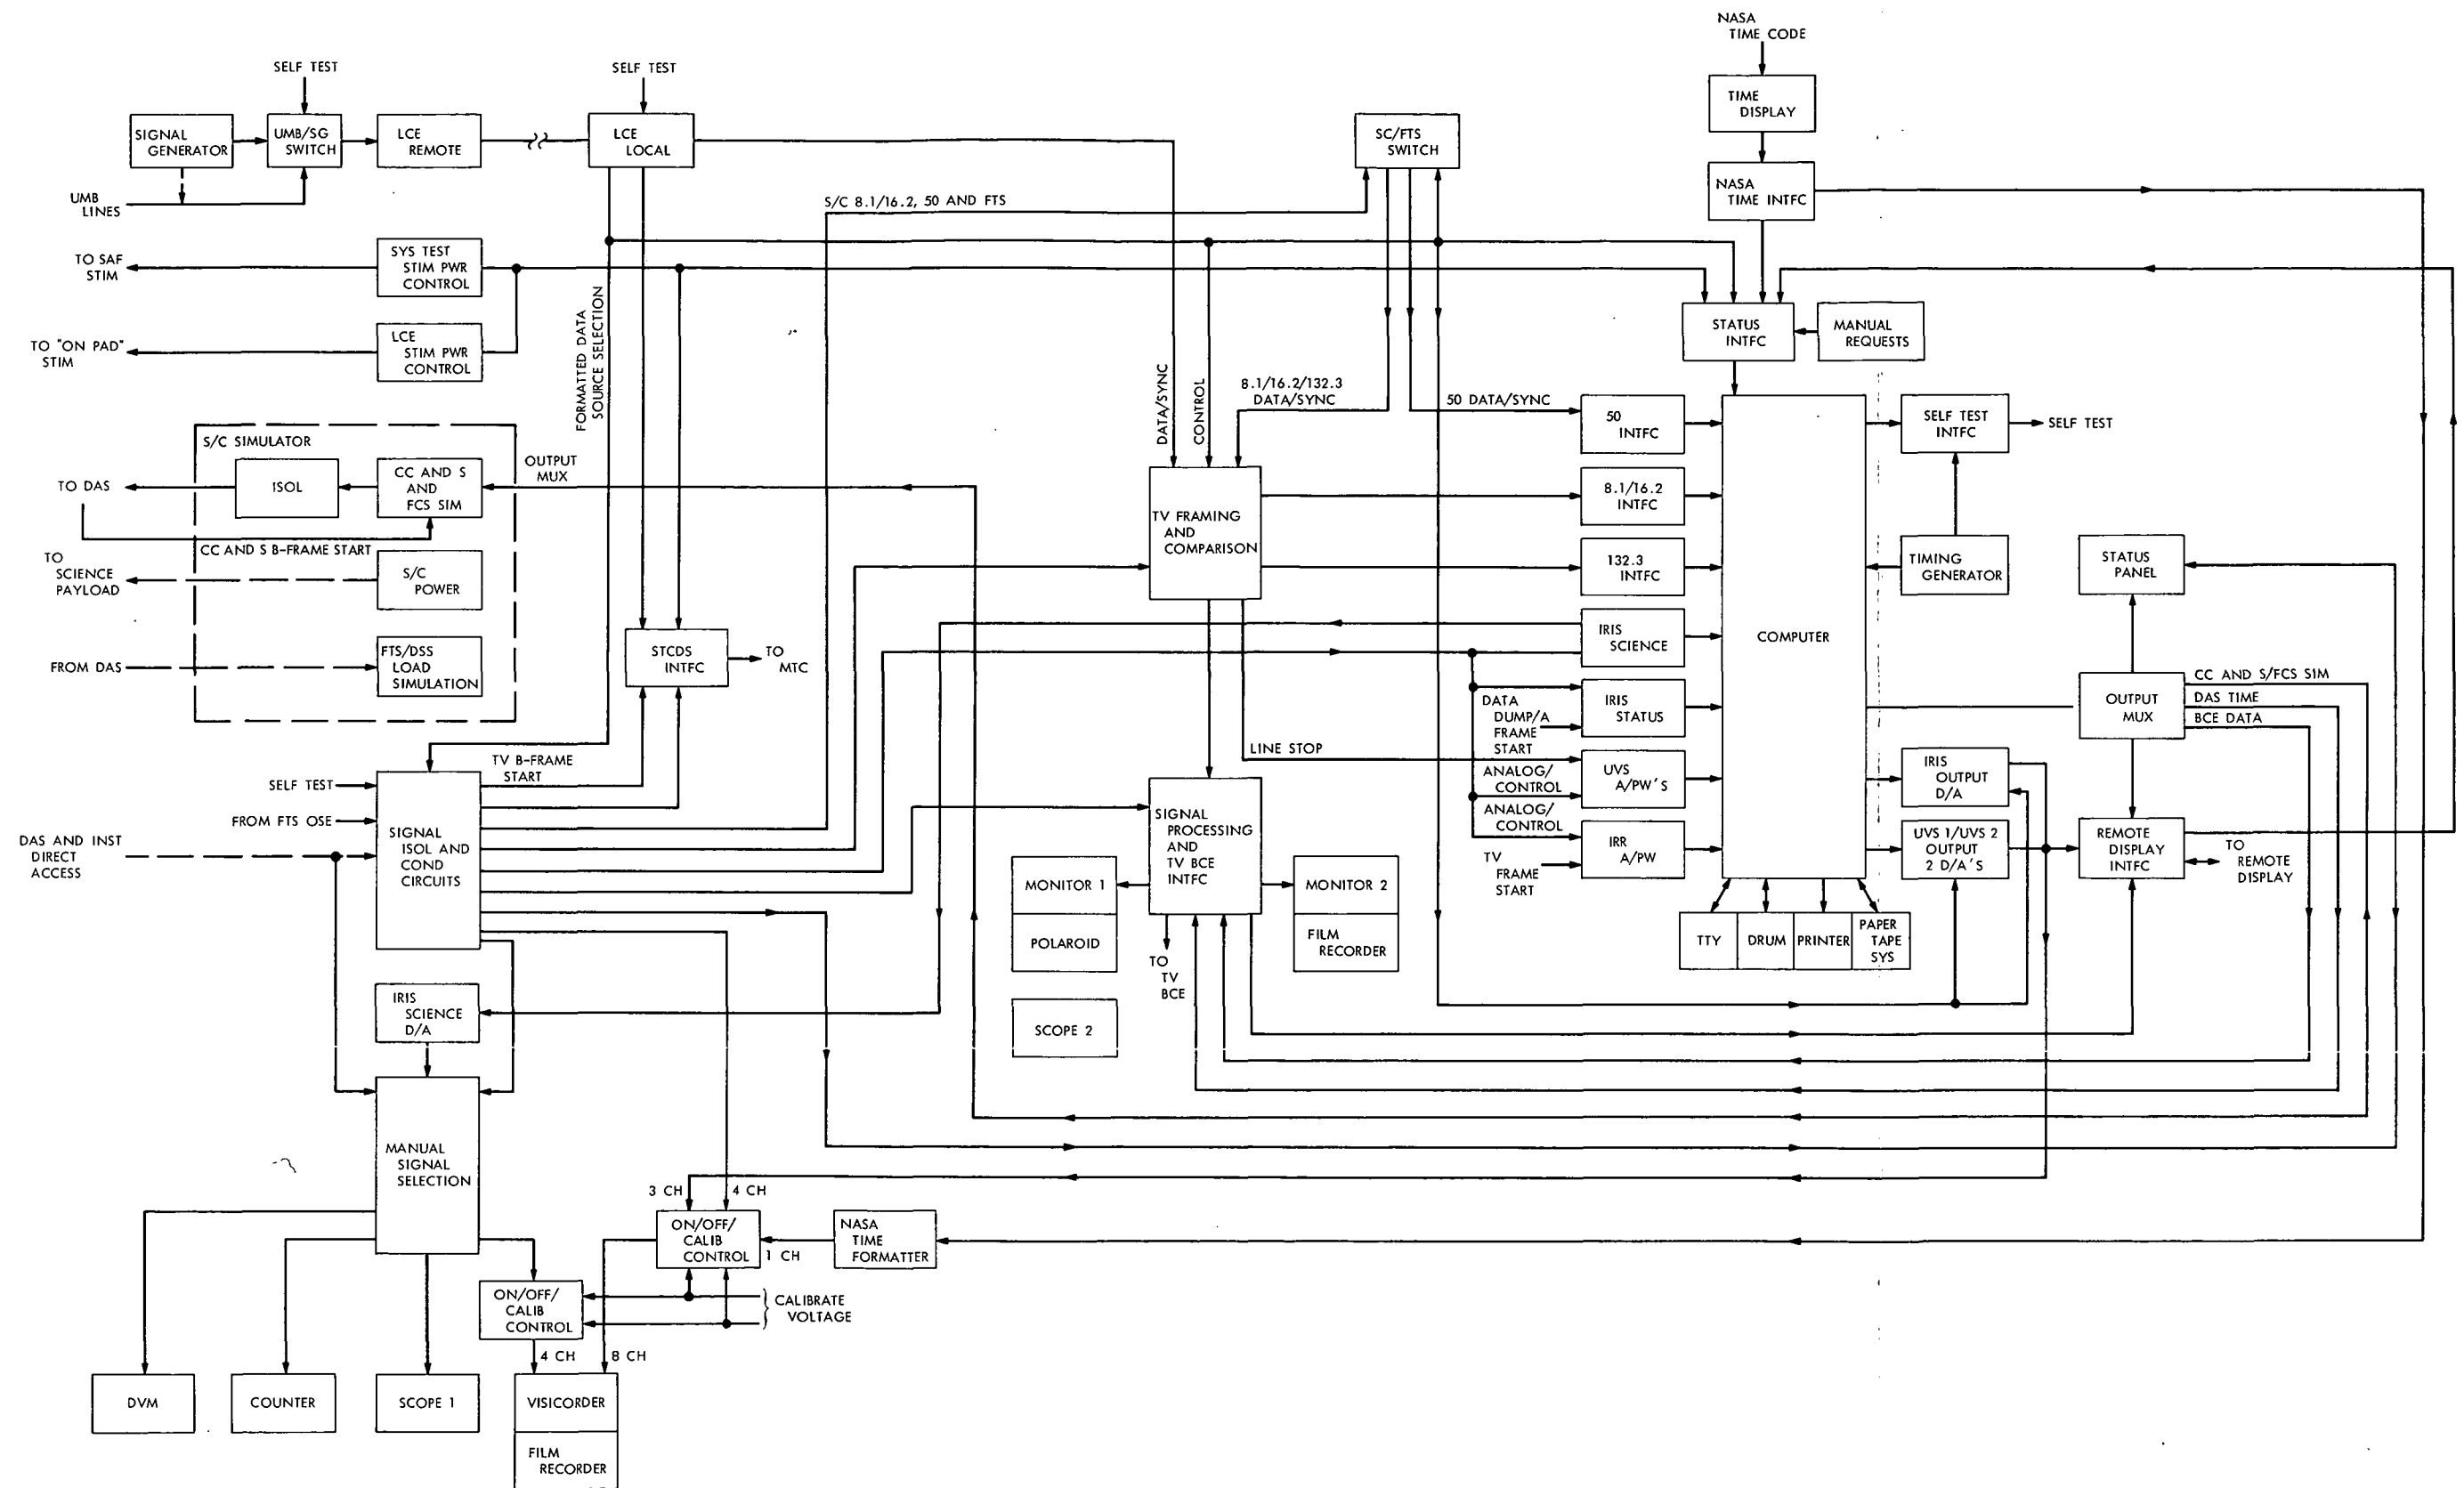 NASA
TIME CODE
SELF TEST
SELF TEST
TIME
DISPLAY
SIGNAL
GENERATOR
UMB/SG
SWITCH
LCE
REMOTE
LCE
LOCAL
SC/FTS
SWITCH
NASA
TIME INTFC
UMB
LINES
S/C 8.1/16.2, 50 AND FTS
TO SAF
STIM
SYS TEST
STIM PWR
CONTROL
FORMATTED DATA
SOURCE SELECTION
STATUS
INTFC
MANUAL
REQUESTS
TO "ON PAD"
STIM
LCE
STIM PWR
CONTROL
DATA/SYNC
CONTROL
8.1/16.2/132.3
DATA/SYNC
50 DATA/SYNC
50
INTFC
SELF TEST
INTFC
SELF TEST
S/C SIMULATOR
TO DAS
ISOL
CC AND S
AND
FCS SIM
OUTPUT
MUX
8.1/16.2
INTFC
TV FRAMING
AND
COMPARISON
CC AND S B-FRAME START
TO
SCIENCE
PAYLOAD
S/C
POWER
132.3
INTFC
TIMING
GENERATOR
STATUS
PANEL
FROM DAS
FTS/DSS
LOAD
SIMULATION
STCDS
INTFC
TO
MTC
IRIS
SCIENCE
COMPUTER
CC AND S/FCS SIM
DAS TIME
BCE DATA
OUTPUT
MUX
DATA
DUMP/A
FRAME
START
IRIS
STATUS
LINE STOP
TV B-FRAME
START
ANALOG/
CONTROL
UVS
A/PW'S
IRIS
OUTPUT
D/A
SELF TEST
FROM FTS OSE
DAS AND INST
DIRECT
ACCESS
SIGNAL
ISOL AND
COND
CIRCUITS
SIGNAL
PROCESSING
AND
TV BCE
INTFC
ANALOG/
CONTROL
TV
FRAME
START
IRR
A/PW
UVS 1/UVS 2
OUTPUT
2 D/A'S
REMOTE
DISPLAY
INTFC
TO
REMOTE
DISPLAY
MONITOR 1
POLAROID
MONITOR 2
FILM
RECORDER
TO
TV
BCE
TTY
DRUM
PRINTER
PAPER
TAPE
SYS
IRIS
SCIENCE
D/A
SCOPE 2
MANUAL
SIGNAL
SELECTION
3 CH
4 CH
ON/OFF/
CALIB
CONTROL
1 CH
NASA
TIME
FORMATTER
ON/OFF/
CALIB
CONTROL
CALIBRATE
VOLTAGE
4 CH
8 CH
DVM
COUNTER
SCOPE 1
VISICORDER
FILM
RECORDER